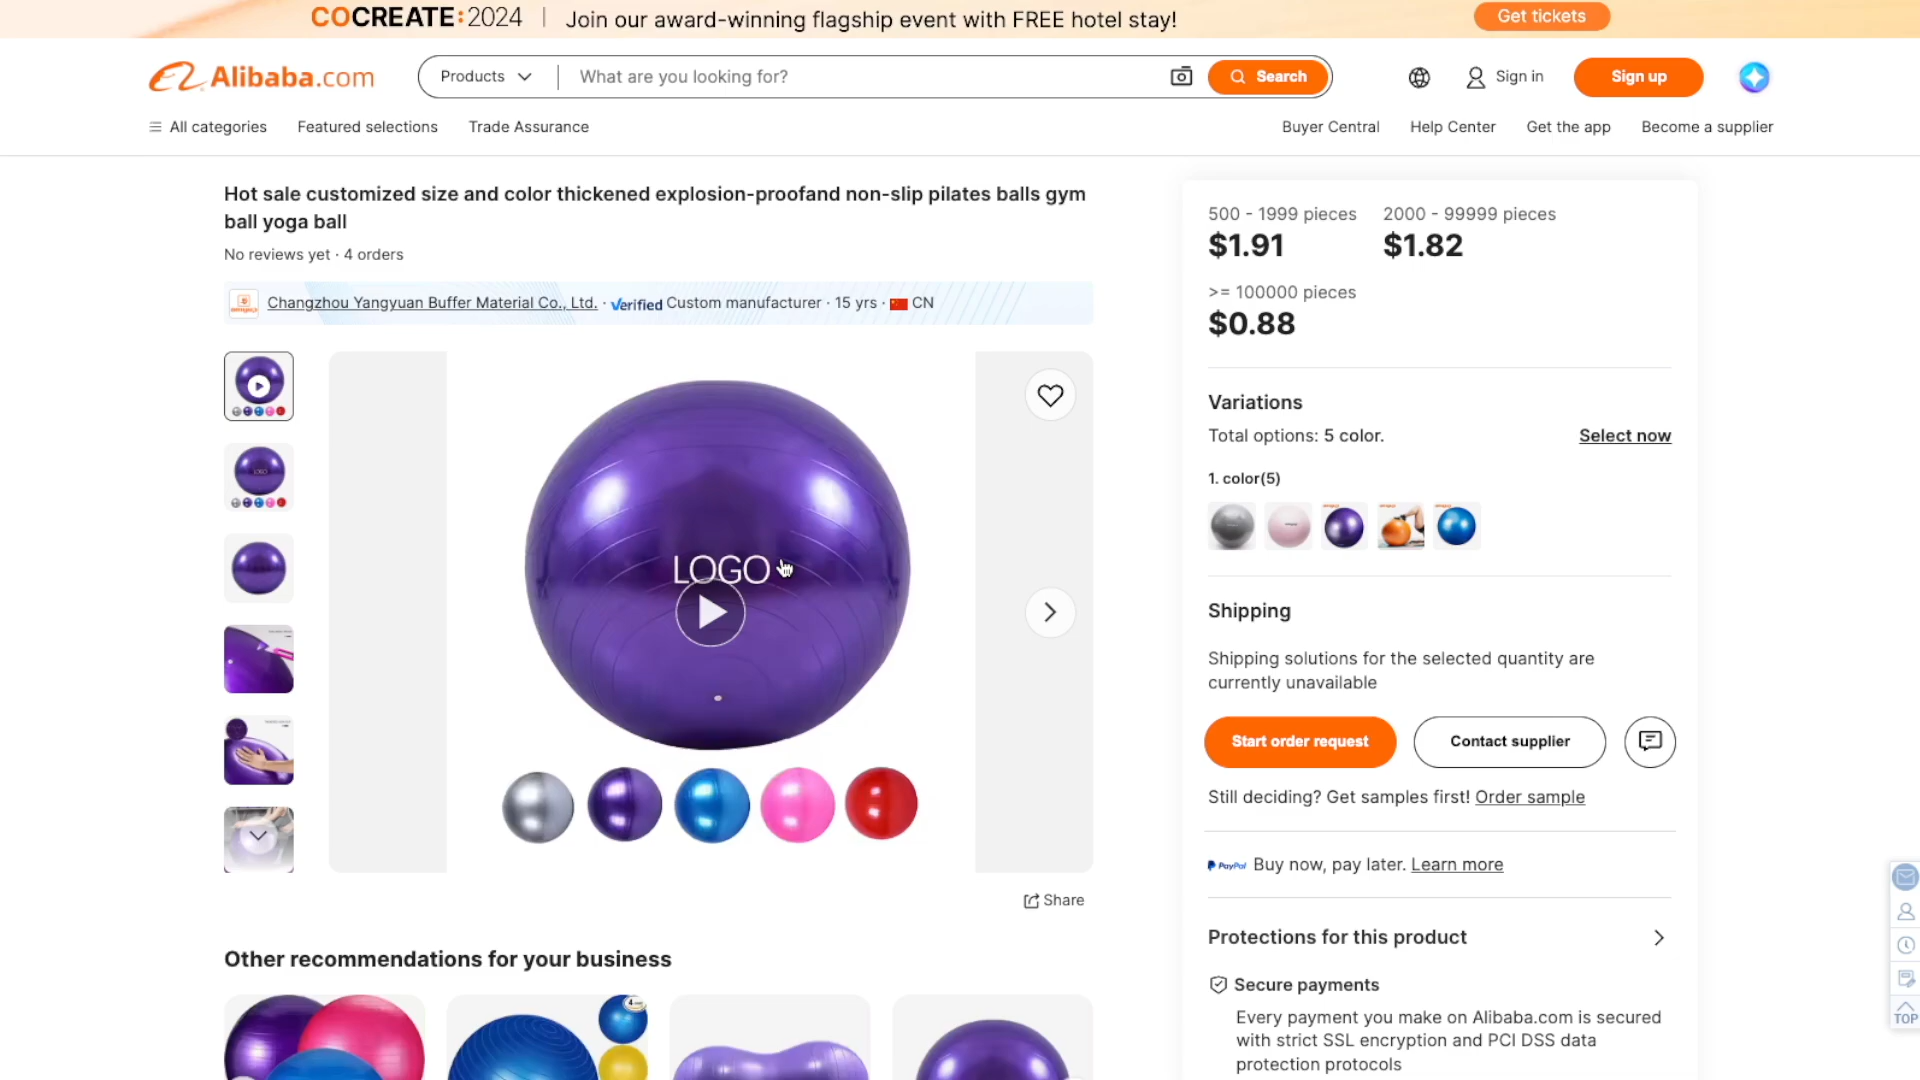 COCREATE:2024 | Join our award-winning flagship event with FREE hotel stay!
Get tickets
Alibaba.com
Products
What are you looking for?
Search
Sign in
Sign up
All categories
Featured selections
Trade Assurance
Buyer Central
Help Center
Get the app
Become a supplier
Hot sale customized size and color thickened explosion-proofand non-slip pilates balls gym
ball yoga ball
No reviews yet · 4 orders
Changzhou Yangyuan Buffer Material Co., Ltd. · Verified Custom manufacturer · 15 yrs · CN
LOGO
Share
Other recommendations for your business
500 - 1999 pieces
$1.91
2000 - 99999 pieces
$1.82
>= 100000 pieces
$0.88
Variations
Total options: 5 color.
Select now
1. color(5)
Shipping
Shipping solutions for the selected quantity are
currently unavailable
Start order request
Contact supplier
Still deciding? Get samples first! Order sample
PayPal Buy now, pay later. Learn more
Protections for this product
Secure payments
Every payment you make on Alibaba.com is secured
with strict SSL encryption and PCI DSS data
protection protocols
TOP